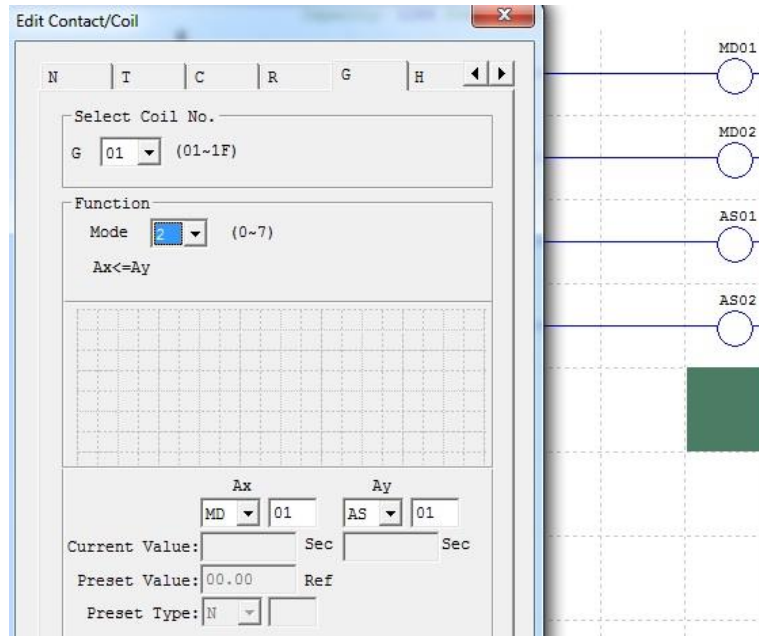 Edit Contact/Coil
N T C R G H
Select Coil No.
G 01 (01~1F)
Function
Mode 2 (0~7)
Ax<=Ay
Ax Ay
MD 01 AS 01
Current Value: Sec Sec
Preset Value: 00.00 Ref
Preset Type: N
MD01
MD02
AS01
AS02